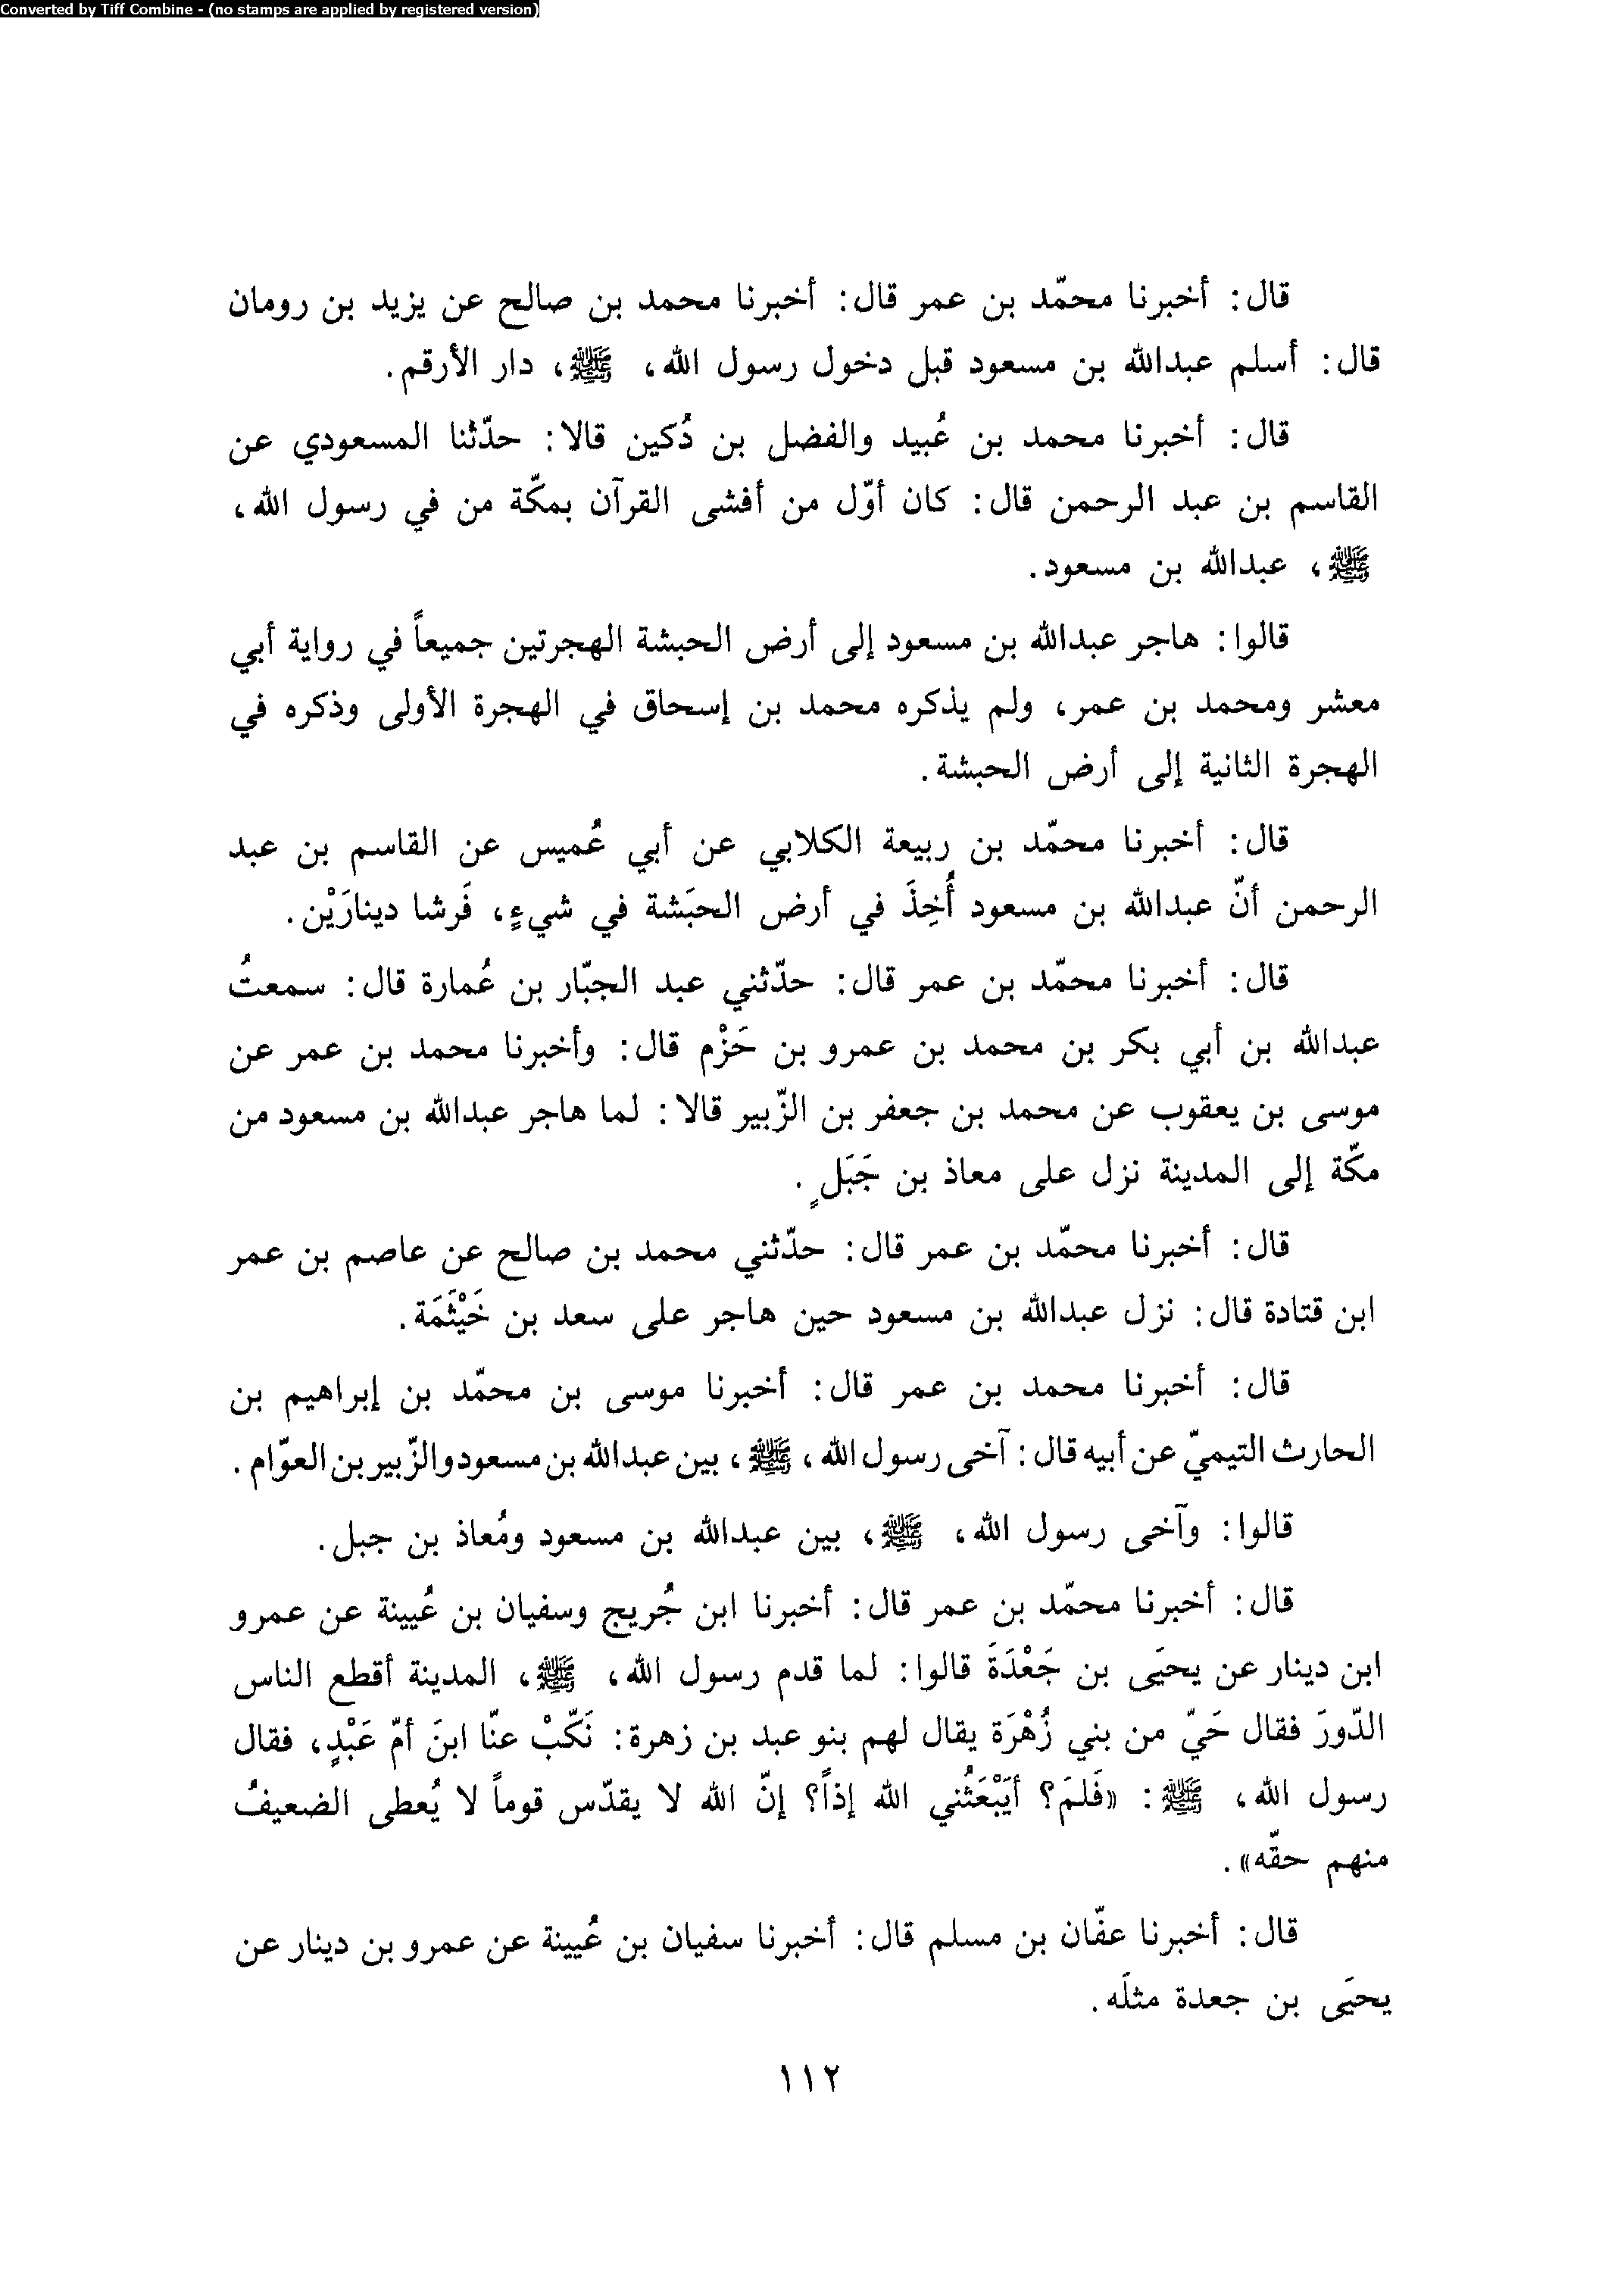 Converted by Tiff Combine - (no stamps are applied by registered version)
قال: أخبرنا محمّد بن عمر قال: أخبرنا محمد بن صالح عن يزيد بن رومان
قال: أسلم عبدالله بن مسعود قبل دخول رسول الله، ﷺ، دار الأرقم.
قال: أخبرنا محمد بن عُبيد والفضل بن دُكين قالا: حدّثنا المسعودي عن
القاسم بن عبد الرحمن قال: كان أوّل من أفشى القرآن بمكّة من في رسول الله،
ﷺ، عبدالله بن مسعود.
قالوا: هاجر عبدالله بن مسعود إلى أرض الحبشة الهجرتين جميعاً في رواية أبي
معشر ومحمد بن عمر، ولم يذكره محمد بن إسحاق في الهجرة الأولى وذكره في
الهجرة الثانية إلى أرض الحبشة.
قال: أخبرنا محمّد بن ربيعة الكلابي عن أبي عُميس عن القاسم بن عبد
الرحمن أنّ عبدالله بن مسعود أُخِذَ في أرض الحبَشة في شيءٍ، فَرشا دينارَيْن.
قال: أخبرنا محمّد بن عمر قال: حدّثني عبد الجبّار بن عُمارة قال: سمعتُ
عبدالله بن أبي بكر بن محمد بن عمرو بن حَزْم قال: وأخبرنا محمد بن عمر عن
موسى بن يعقوب عن محمد بن جعفر بن الزّبير قالا: لما هاجر عبدالله بن مسعود من
مكّة إلى المدينة نزل على معاذ بن جَبَلٍ.
قال: أخبرنا محمّد بن عمر قال: حدّثني محمد بن صالح عن عاصم بن عمر
ابن قتادة قال: نزل عبدالله بن مسعود حين هاجر على سعد بن خَيْثَمَة.
قال: أخبرنا محمد بن عمر قال: أخبرنا موسى بن محمّد بن إبراهيم بن
الحارث التيميّ عن أبيه قال: آخى رسول الله، ﷺ، بين عبدالله بن مسعود والزّبير بن العوّام.
قالوا: وآخى رسول الله، ﷺ، بين عبدالله بن مسعود ومُعاذ بن جبل.
قال: أخبرنا محمّد بن عمر قال: أخبرنا ابن جُريج وسفيان بن عُيينة عن عمرو
ابن دينار عن يحيَى بن جَعْدَةَ قالوا: لما قدم رسول الله، ﷺ، المدينة أقطع الناس
الدّورَ فقال حَيّ من بني زُهْرَة يقال لهم بنو عبد بن زهرة: نَكّبْ عنّا ابنَ أمّ عَبْدٍ، فقال
رسول الله، ﷺ: «فَلمَ؟ أيَبْعَثُني الله إذاً؟ إنّ الله لا يقدّس قوماً لا يُعطى الضعيفُ
منهم حقّه».
قال: أخبرنا عفّان بن مسلم قال: أخبرنا سفيان بن عُيينة عن عمرو بن دينار عن
يحيَى بن جعدة مثلَه.
١١٢